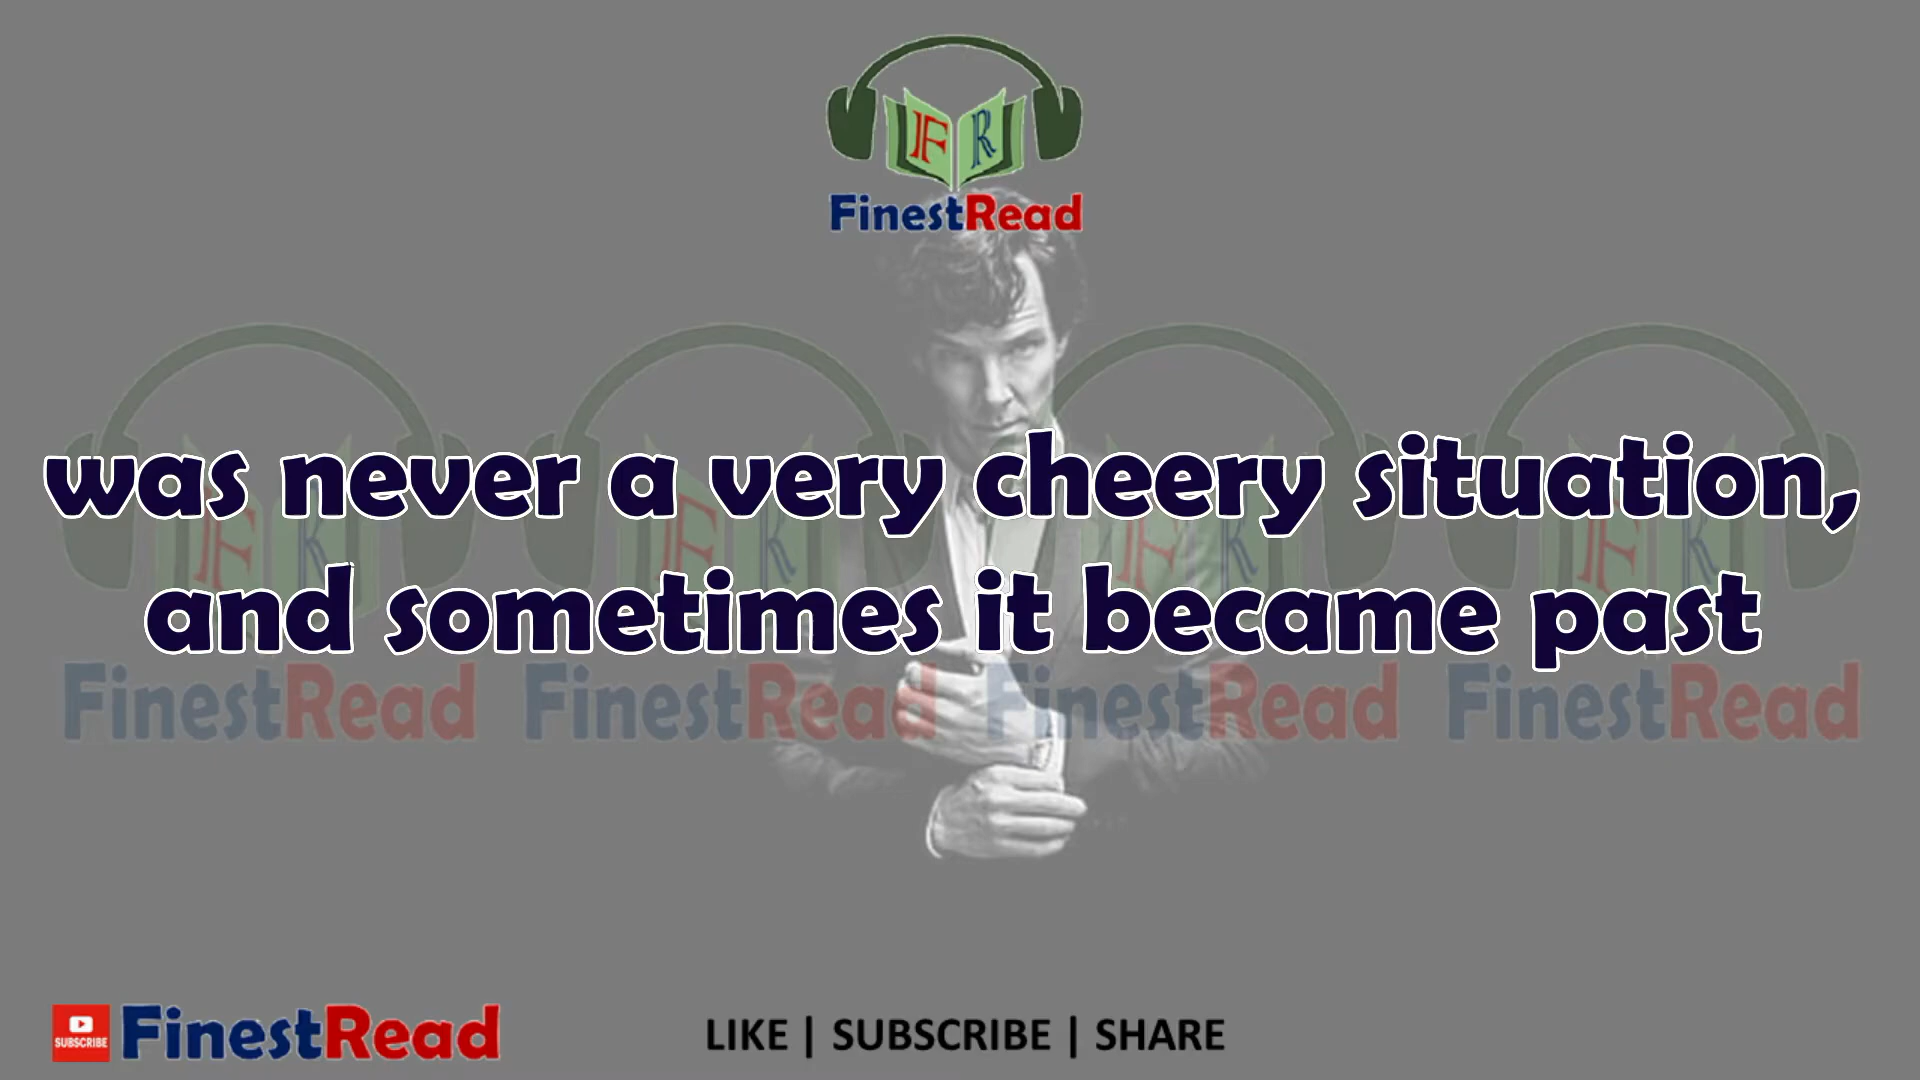 F R
FinestRead
was never a very cheery situation,
and sometimes it became past
F R F R F R F R
FinestRead FinestRead FinestRead FinestRead
SUBSCRIBE FinestRead LIKE | SUBSCRIBE | SHARE